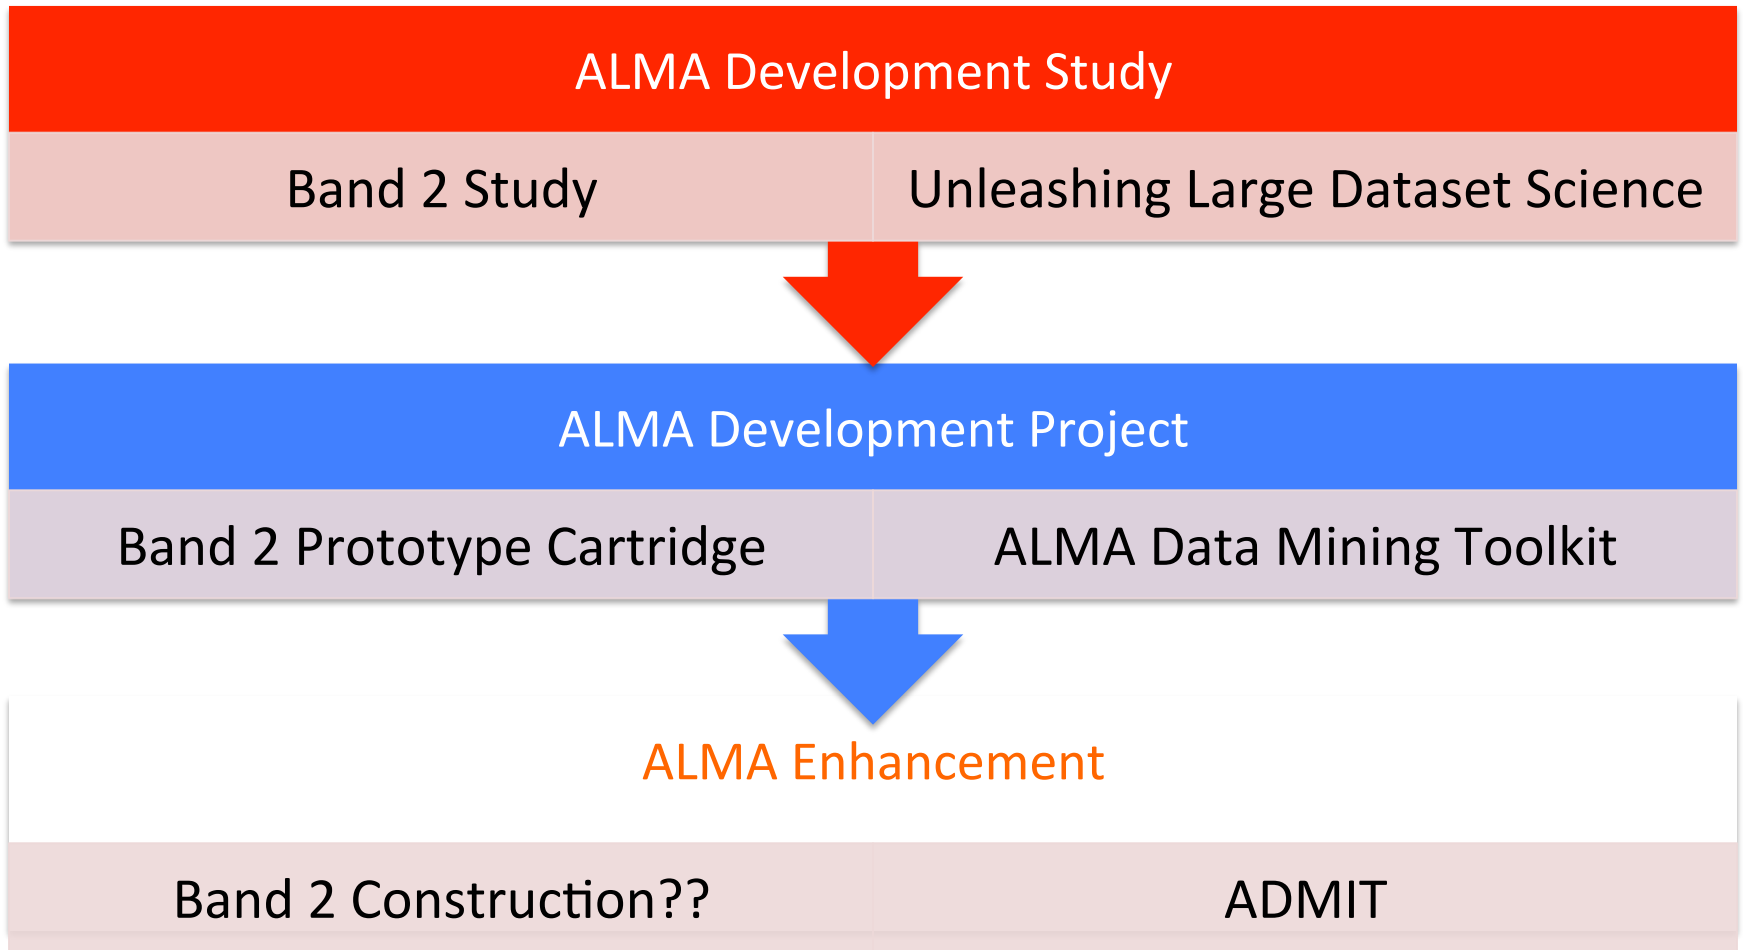 ALMA Development Study
Band 2 Study
Unleashing Large Dataset Science
ALMA Development Project
Band 2 Prototype Cartridge
ALMA Data Mining Toolkit
ALMA Enhancement
Band 2 Construction??
ADMIT